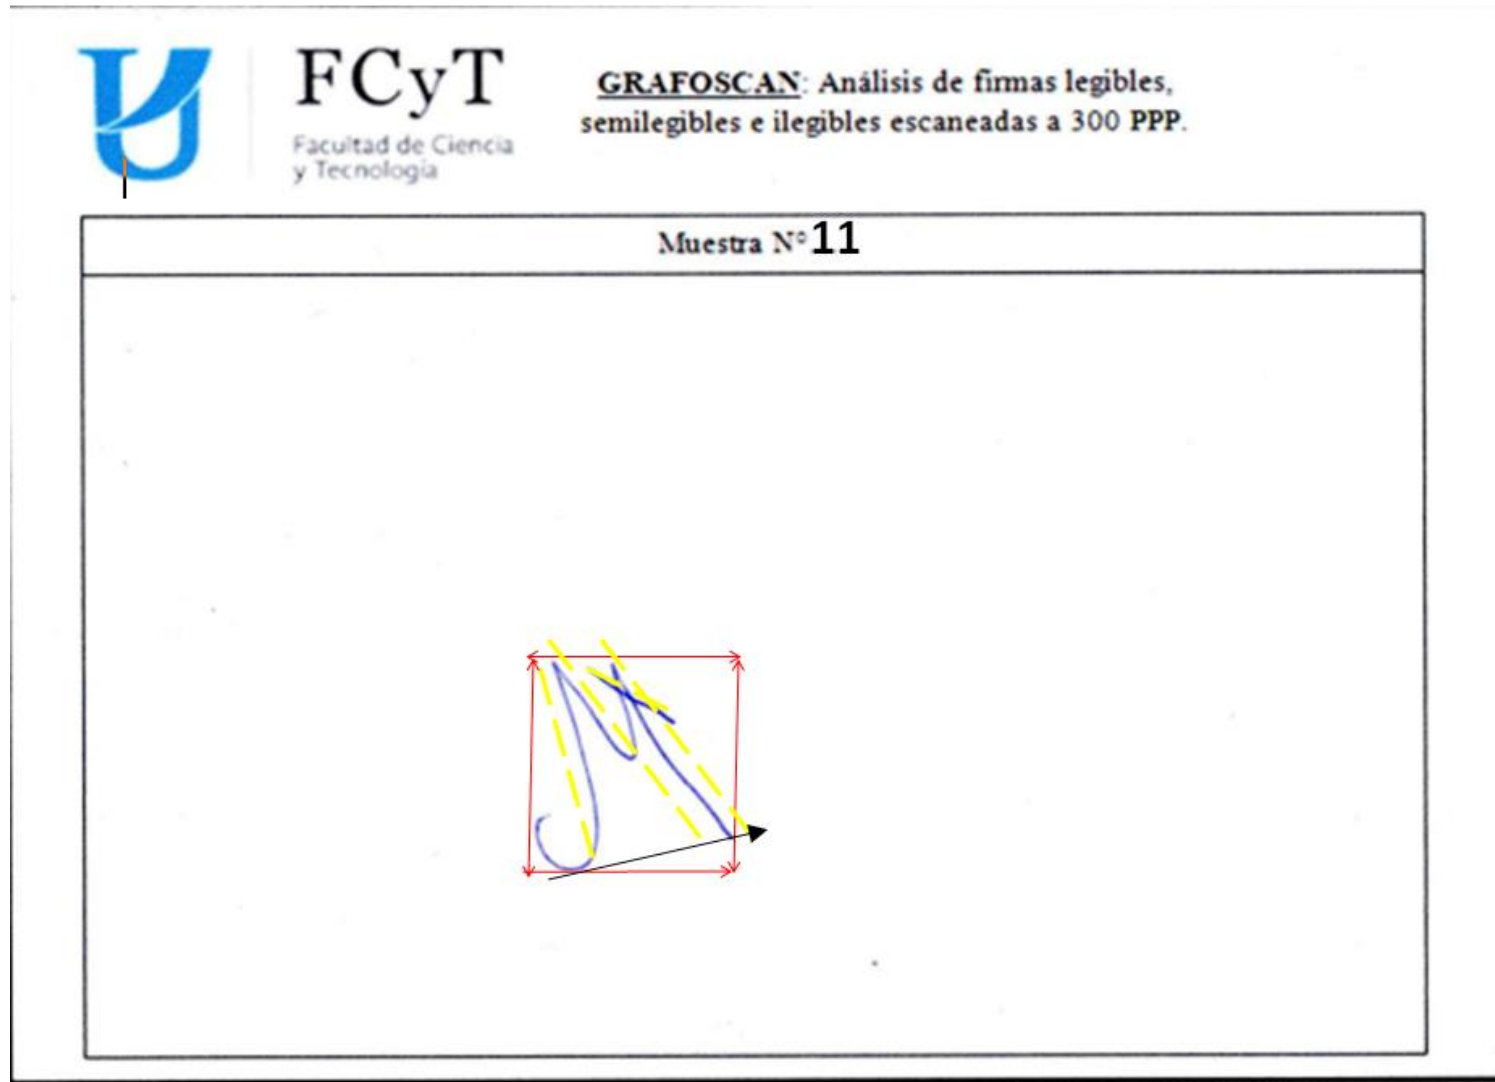 FCyT
Facultad de Ciencia
y Tecnología
GRAFOSCAN: Análisis de firmas legibles,
semilegibles e ilegibles escaneadas a 300 PPP.
Muestra N° 11